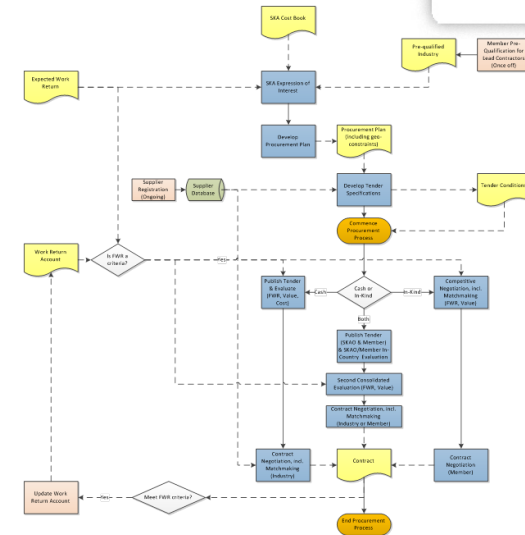 SKA Cost Book
Pre-qualified
Industry
Member Pre-
Qualification for
Lead Contractors
(Once off)
Expected Work
Return
SKA Expression of
Interest
Develop
Procurement Plan
Procurement Plan
(including geo-
constraints)
Supplier
Registration
(Ongoing)
Supplier
Database
Develop Tender
Specifications
Tender Conditions
Commence
Procurement
Process
Work Return
Account
Is FWR a
criteria?
Yes
Publish Tender
& Evaluate
(FWR, Value,
Cost)
Cash
Cash or
In-Kind
In-Kind
Competitive
Negotiation, incl.
Matchmaking
(FWR, Value)
Both
Publish Tender
(SKAO & Member)
& SKAO/Member In-
Country Evaluation
Second Consolidated
Evaluation (FWR, Value)
Contract Negotiation, incl.
Matchmaking
(Industry or Member)
Contract
Negotiation, incl.
Matchmaking
(Industry)
Contract
Contract
Negotiation
(Member)
Update Work
Return Account
Yes
Meet FWR criteria?
End Procurement
Process